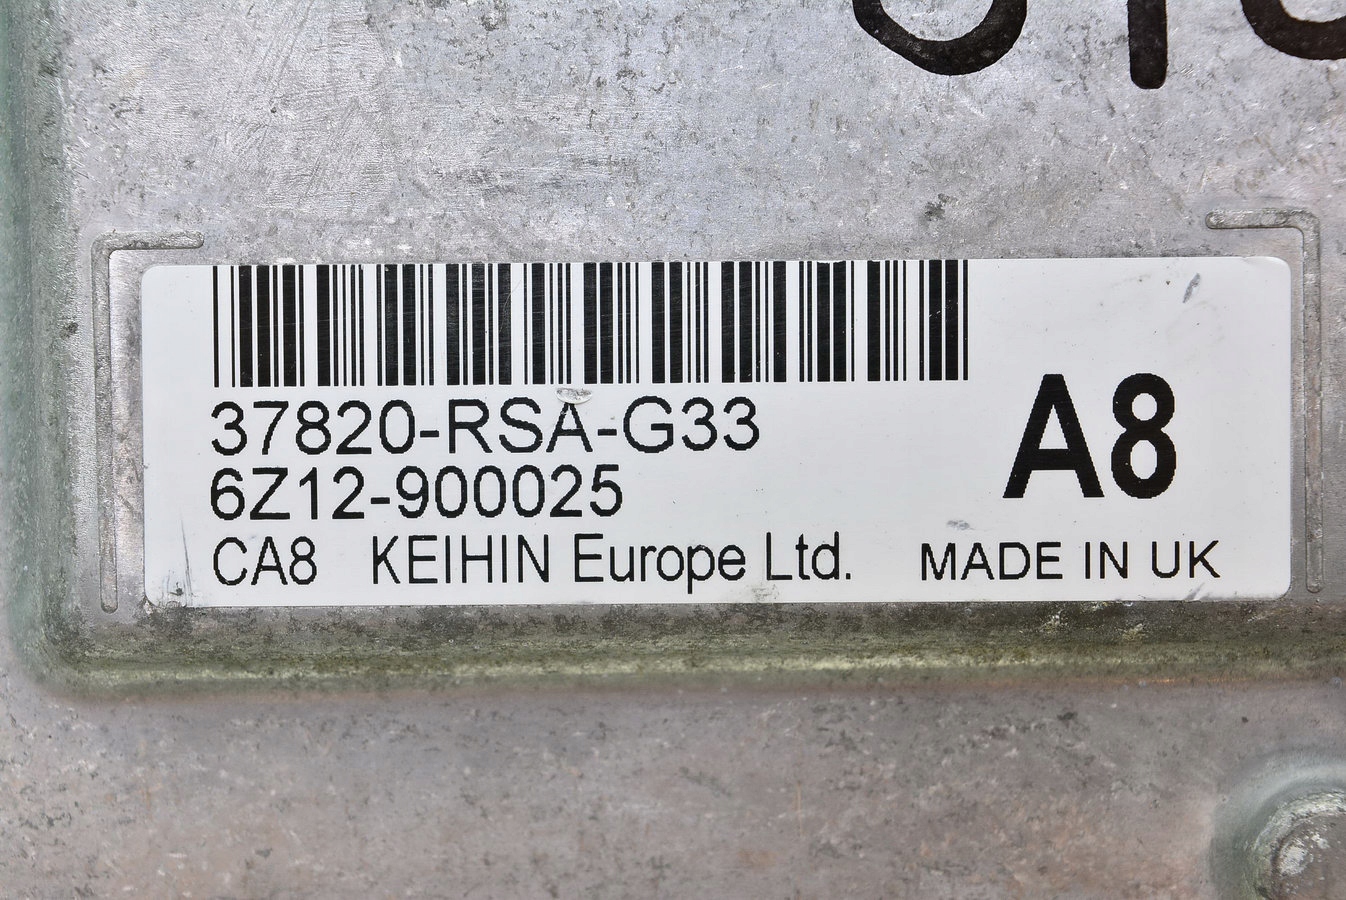 37820-RSA-G33
6Z12-900025
A8
CA8 KEIHIN Europe Ltd. MADE IN UK